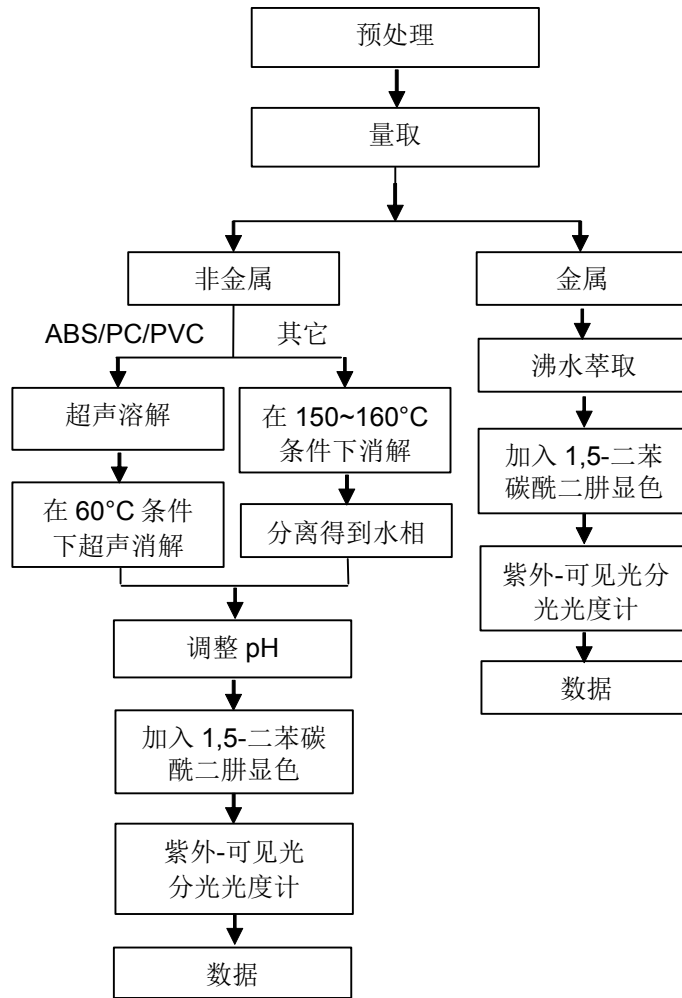 预处理
量取
非金属
金属
ABS/PC/PVC
其它
沸水萃取
超声溶解
在 150~160°C
条件下消解
加入 1,5-二苯
碳酰二肼显色
在 60°C 条件
下超声消解
分离得到水相
紫外-可见光分
光光度计
调整 pH
数据
加入 1,5-二苯碳
酰二肼显色
紫外-可见光
分光光度计
数据